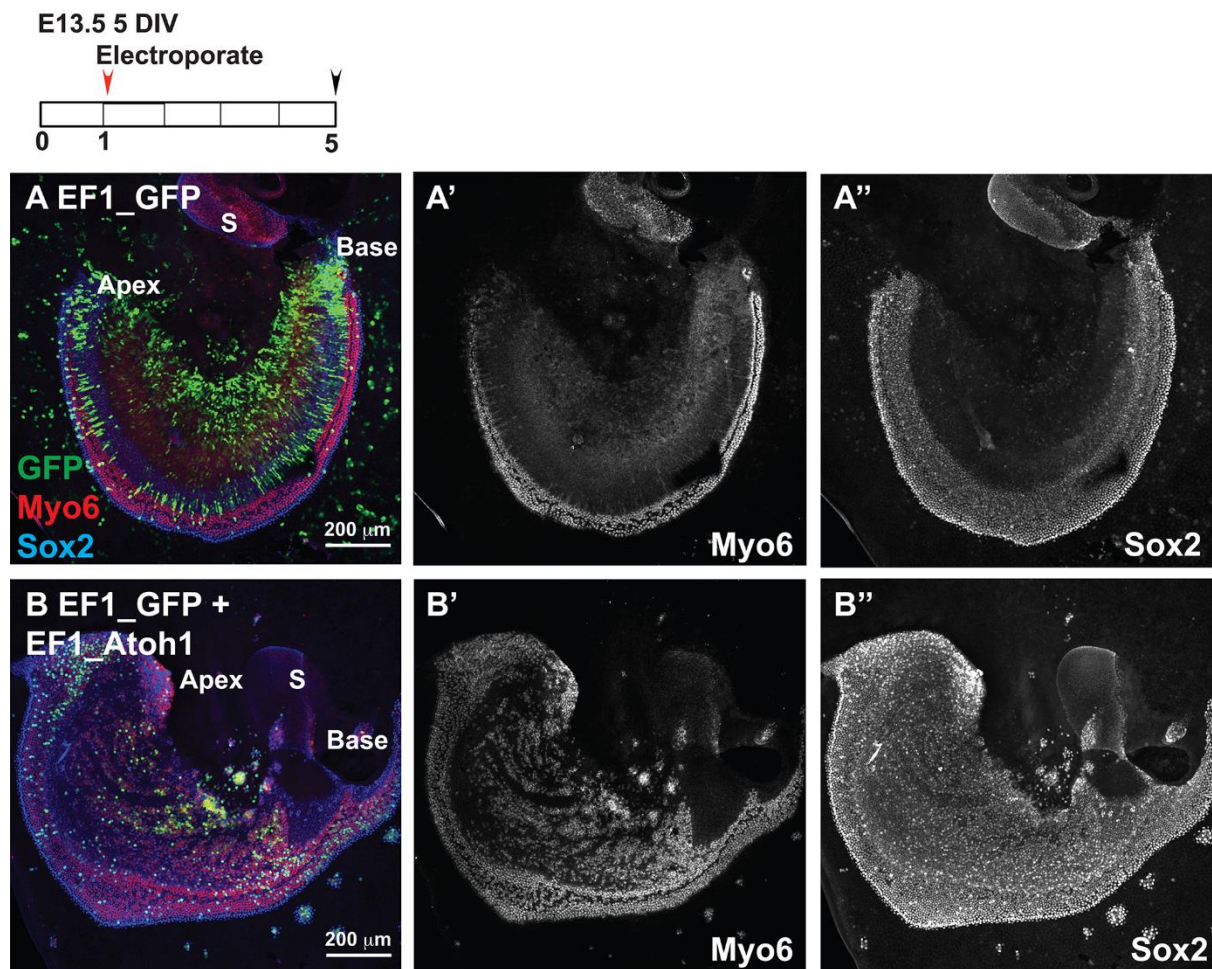 E13.5 5 DIV
Electroporate
0 1 5
A EF1_GFP
S
Base
Apex
GFP
Myo6
Sox2
200 μm
A'
Myo6
A''
Sox2
B EF1_GFP +
EF1_Atoh1
Apex
S
Base
200 μm
B'
Myo6
B''
Sox2